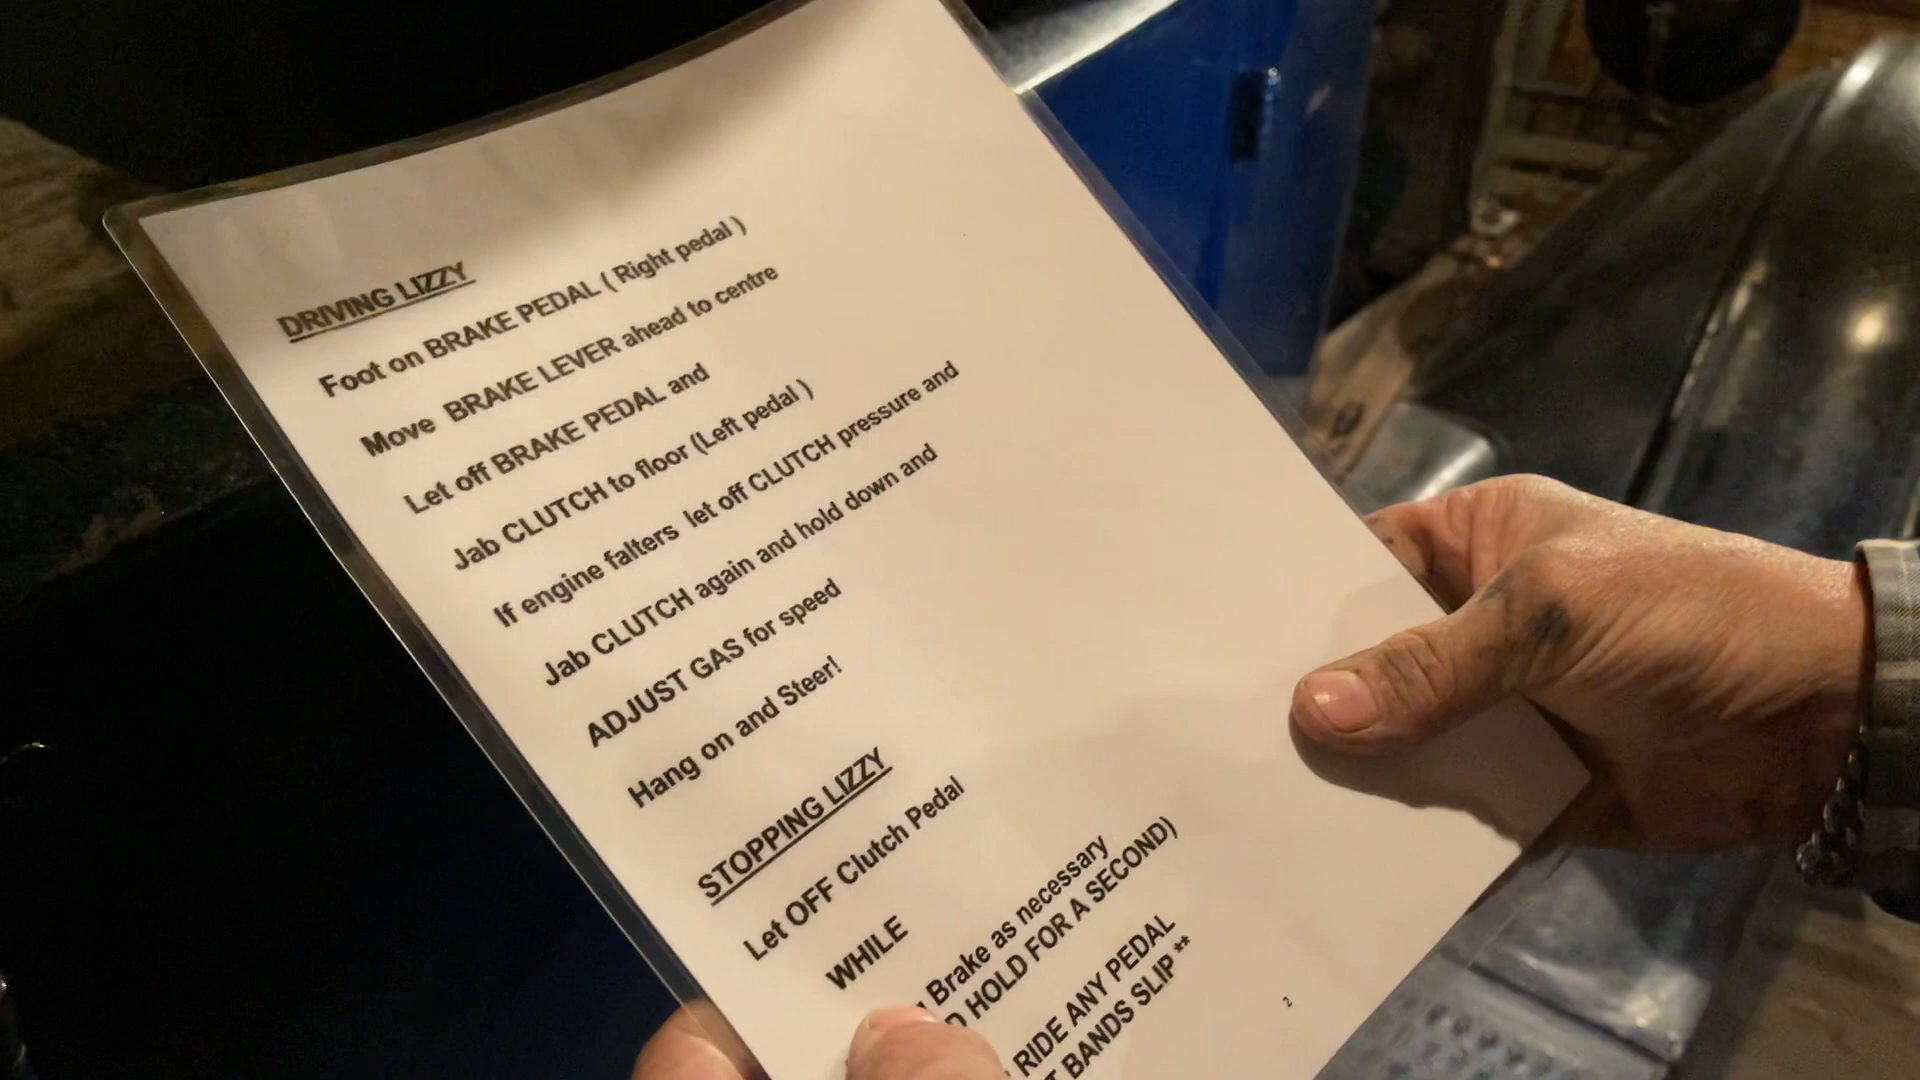 DRIVING LIZZY
Foot on BRAKE PEDAL ( Right pedal )
Move BRAKE LEVER ahead to centre
Let off BRAKE PEDAL and
Jab CLUTCH to floor (Left pedal )
If engine falters let off CLUTCH pressure and
Jab CLUTCH again and hold down and
ADJUST GAS for speed
Hang on and Steer!
STOPPING LIZZY
Let OFF Clutch Pedal
WHILE
Brake as necessary
HOLD FOR A SECOND)
RIDE ANY PEDAL
BANDS SLIP**
2